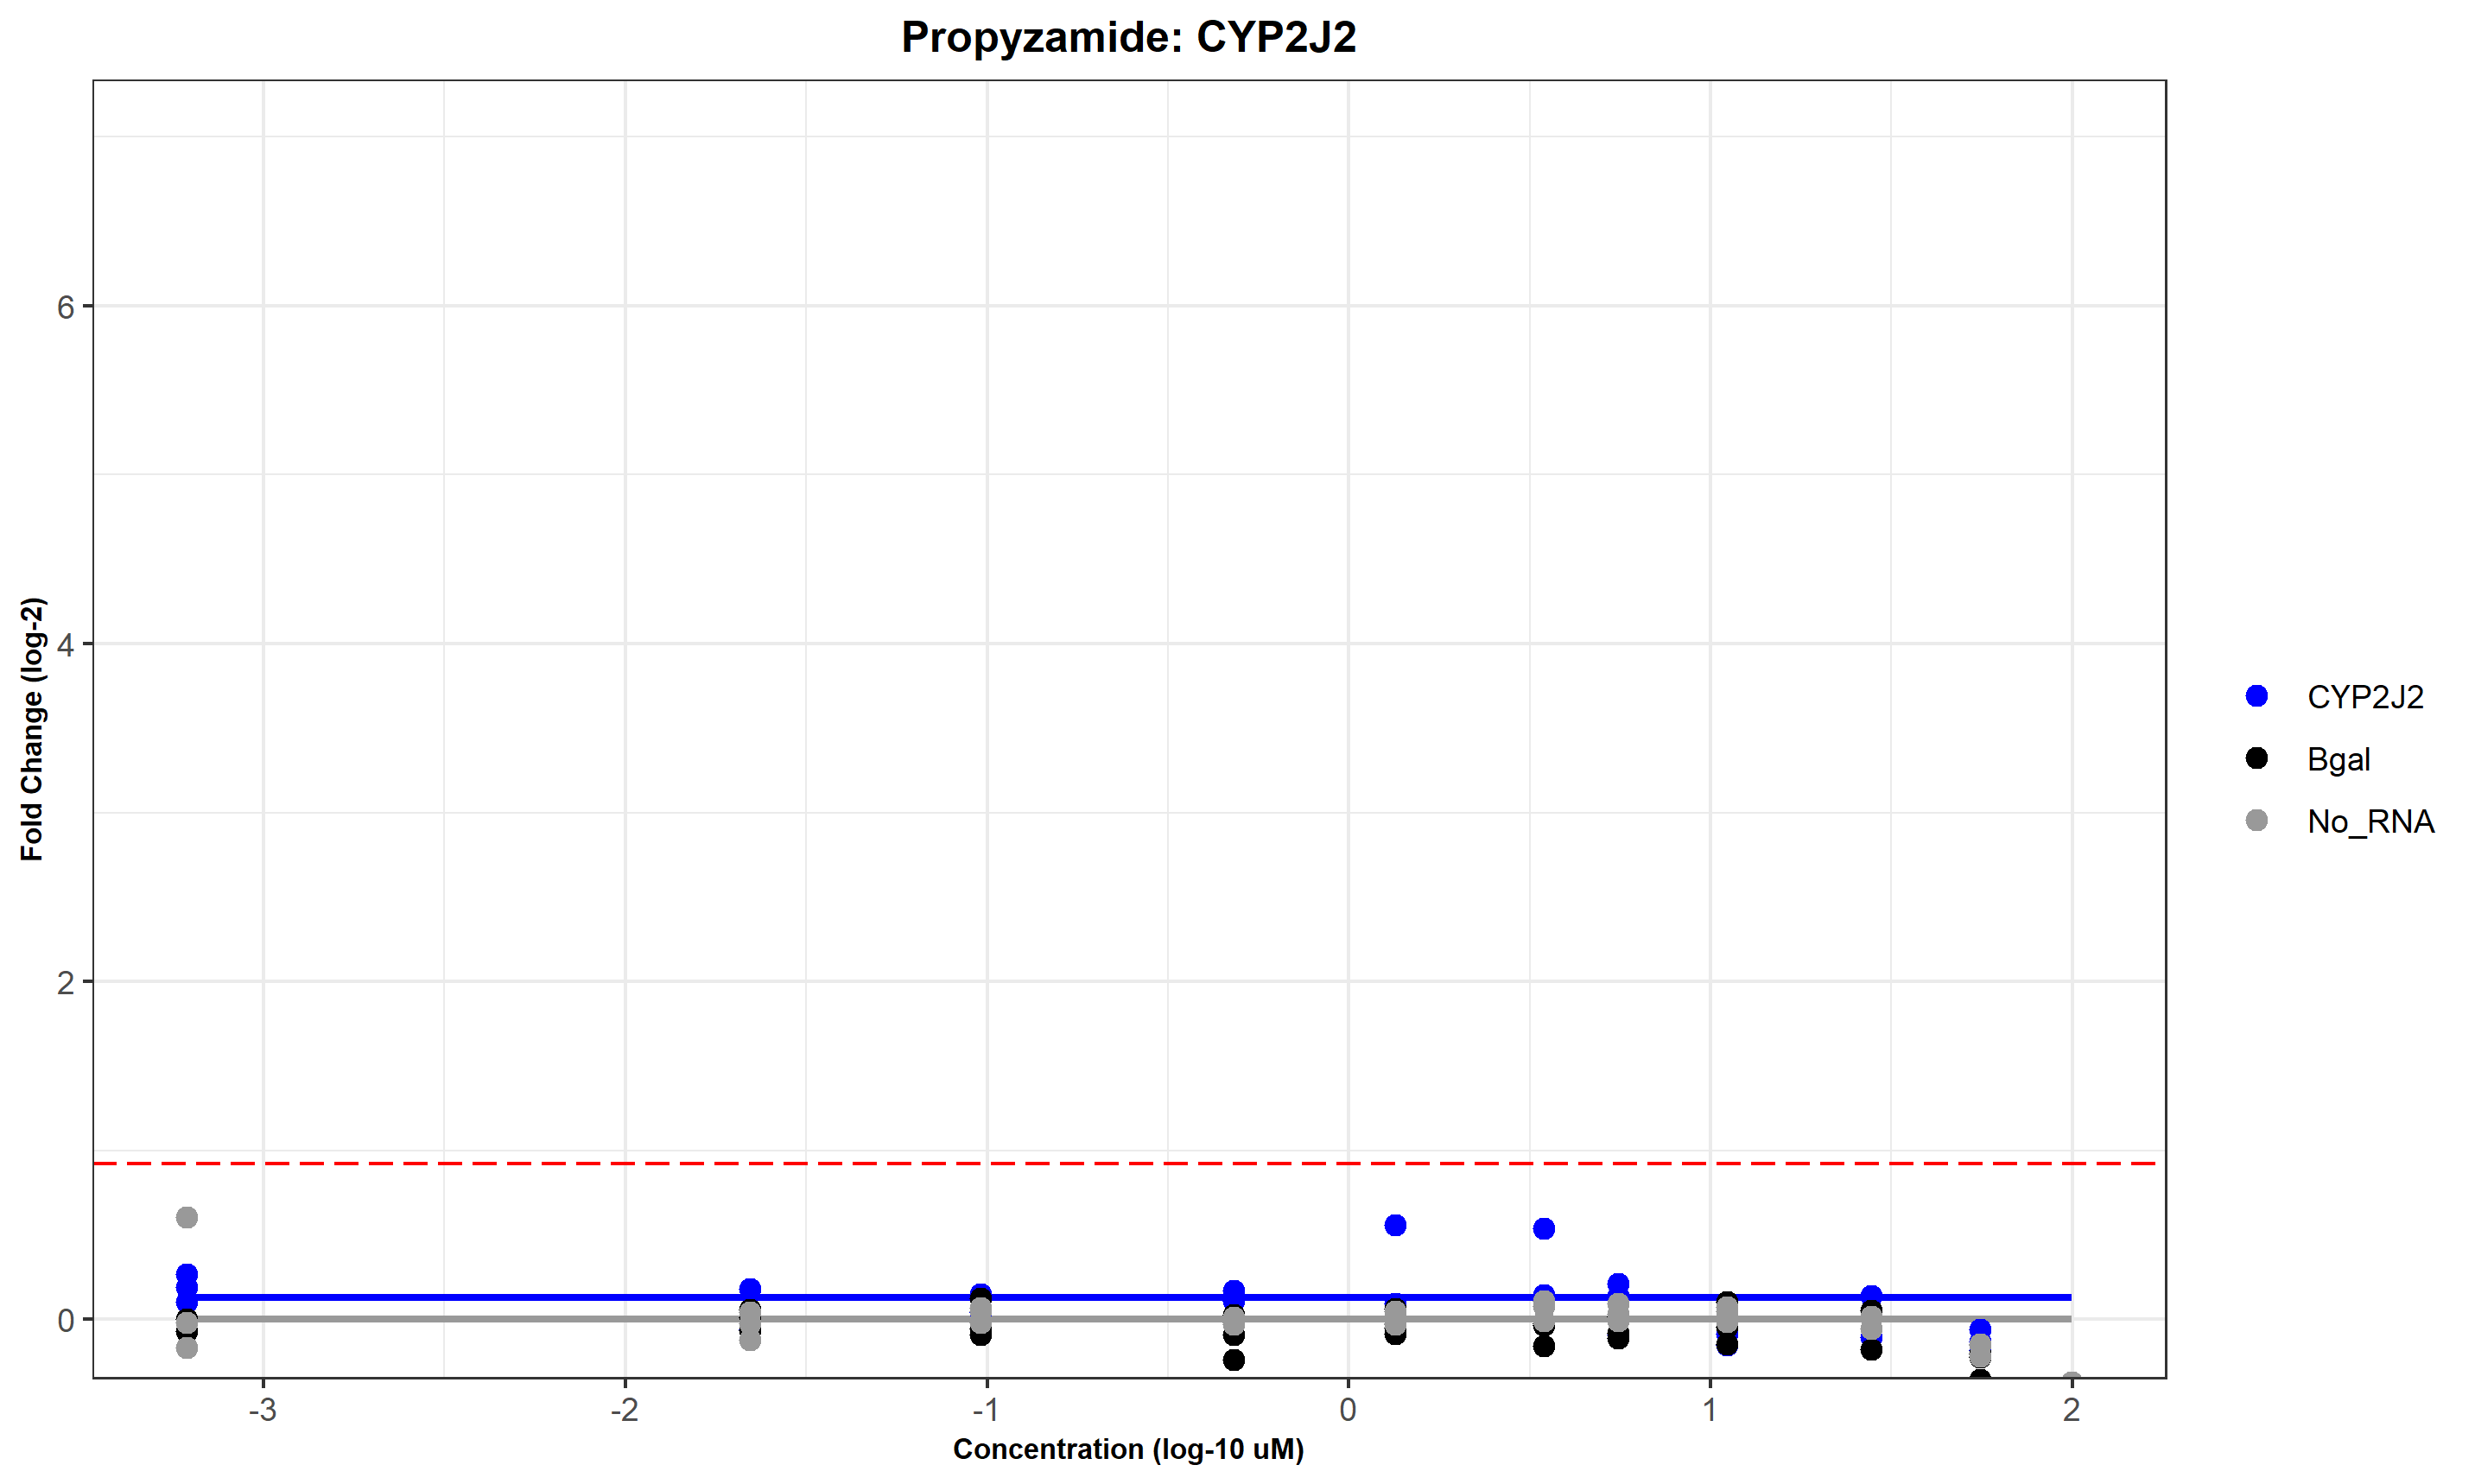 Propyzamide: CYP2J2
Fold Change (log-2)
6
4
2
0
-3 -2 -1 0 1 2
Concentration (log-10 uM)
CYP2J2
Bgal
No_RNA